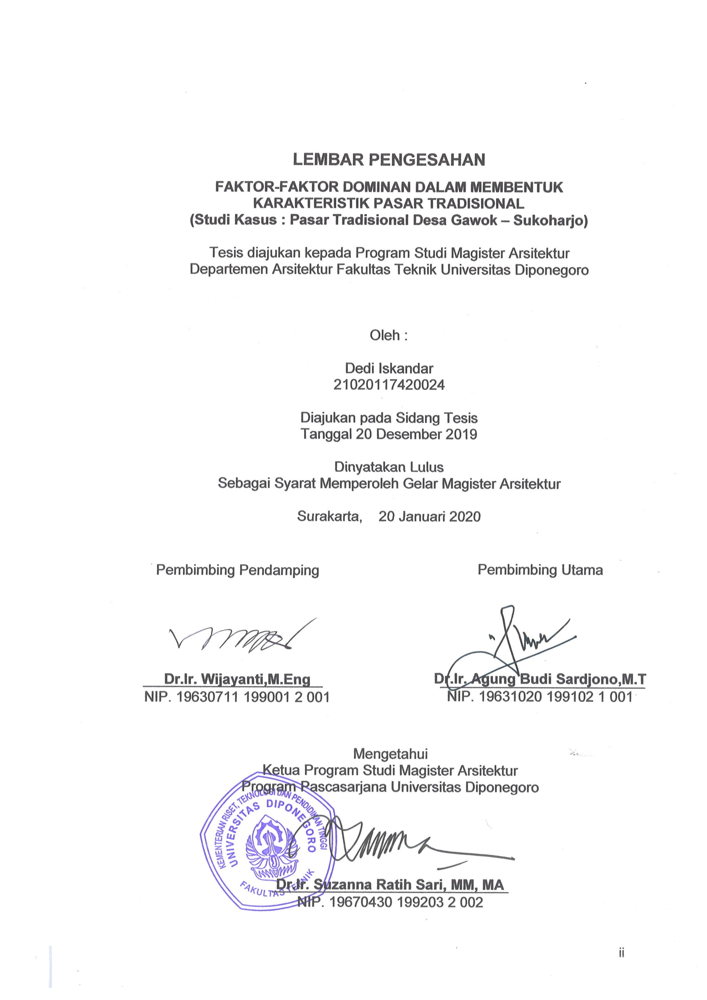 LEMBAR PENGESAHAN
FAKTOR-FAKTOR DOMINAN DALAM MEMBENTUK
KARAKTERISTIK PASAR TRADISIONAL
(Studi Kasus : Pasar Tradisional Desa Gawok – Sukoharjo)
Tesis diajukan kepada Program Studi Magister Arsitektur
Departemen Arsitektur Fakultas Teknik Universitas Diponegoro
Oleh :
Dedi Iskandar
21020117420024
Diajukan pada Sidang Tesis
Tanggal 20 Desember 2019
Dinyatakan Lulus
Sebagai Syarat Memperoleh Gelar Magister Arsitektur
Surakarta, 20 Januari 2020
Pembimbing Pendamping
Dr.Ir. Wijayanti,M.Eng
NIP. 19630711 199001 2 001
Pembimbing Utama
Dr.Ir. Agung Budi Sardjono,M.T
NIP. 19631020 199102 1 001
Mengetahui
Ketua Program Studi Magister Arsitektur
Program Pascasarjana Universitas Diponegoro
KEMENTERIAN RISET, TEKNOLOGI DAN PENDIDIKAN TINGGI
UNIVERSITAS DIPONEGORO
FAKULTAS TEKNIK
Dr.Ir. Suzanna Ratih Sari, MM, MA
NIP. 19670430 199203 2 002
ii